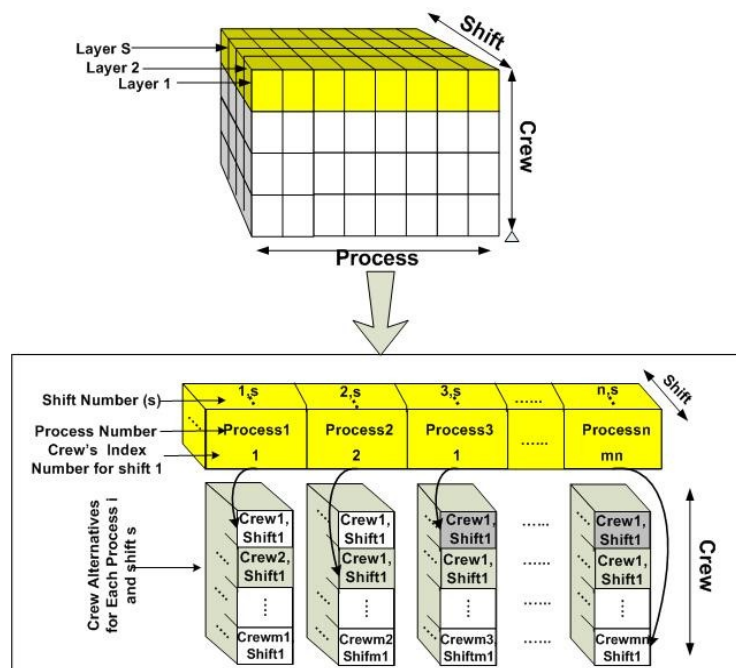 Shift
Layer S
Layer 2
Layer 1
Crew
Process
Shift Number (s)
1,s
2,s
3,s
......
n,s
Shift
Process Number
Process1
Process2
Process3
......
Processn
Crew's Index
Number for shift 1
1
2
1
mn
Crew Alternatives
for Each Process i
and shift s
Crew1,
Shift1
Crew1,
Shift1
Crew1,
Shift1
......
Crew1,
Shift1
Crew2,
Shift1
Crew1,
Shift1
Crew1,
Shift1
......
Crew1,
Shift1
......
Crewm1
Shift1
Crewm2
Shifm1
Crewm3,
Shiftm1
......
Crewmn
Shift1
Crew